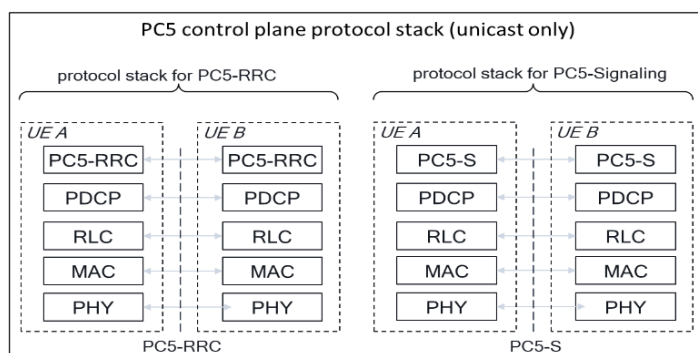 PC5 control plane protocol stack (unicast only)
protocol stack for PC5-RRC
protocol stack for PC5-Signaling
UE A
UE B
UE A
UE B
PC5-RRC
PC5-RRC
PC5-S
PC5-S
PDCP
PDCP
PDCP
PDCP
RLC
RLC
RLC
RLC
MAC
MAC
MAC
MAC
PHY
PHY
PHY
PHY
PC5-RRC
PC5-S